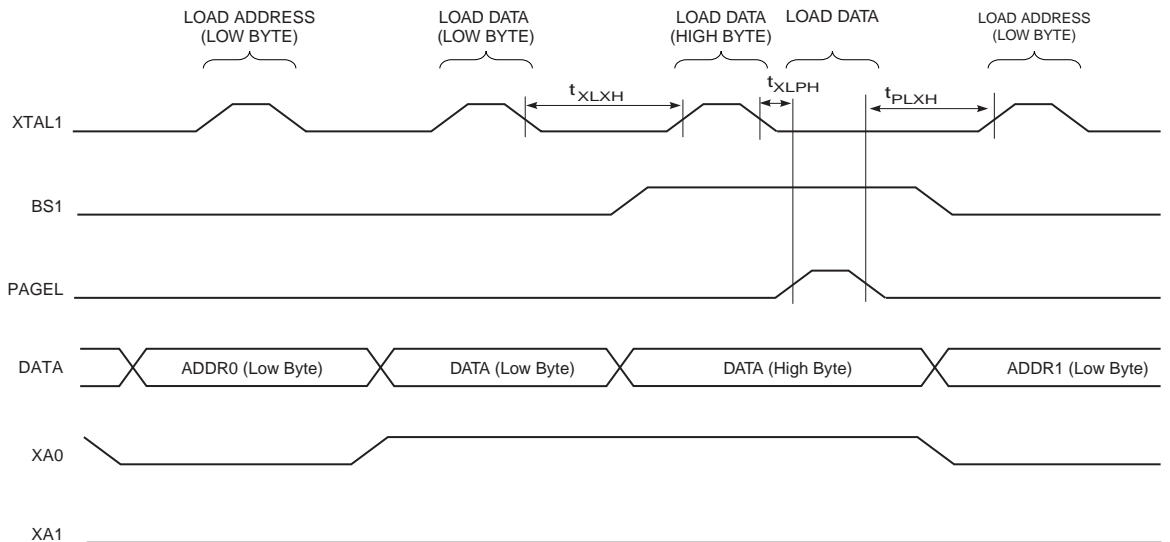 LOAD ADDRESS
(LOW BYTE)
LOAD DATA
(LOW BYTE)
LOAD DATA
(HIGH BYTE)
LOAD DATA
LOAD ADDRESS
(LOW BYTE)
tXLXH
tXLPH
tPLXH
XTAL1
BS1
PAGEL
DATA
ADDR0 (Low Byte)
DATA (Low Byte)
DATA (High Byte)
ADDR1 (Low Byte)
XA0
XA1